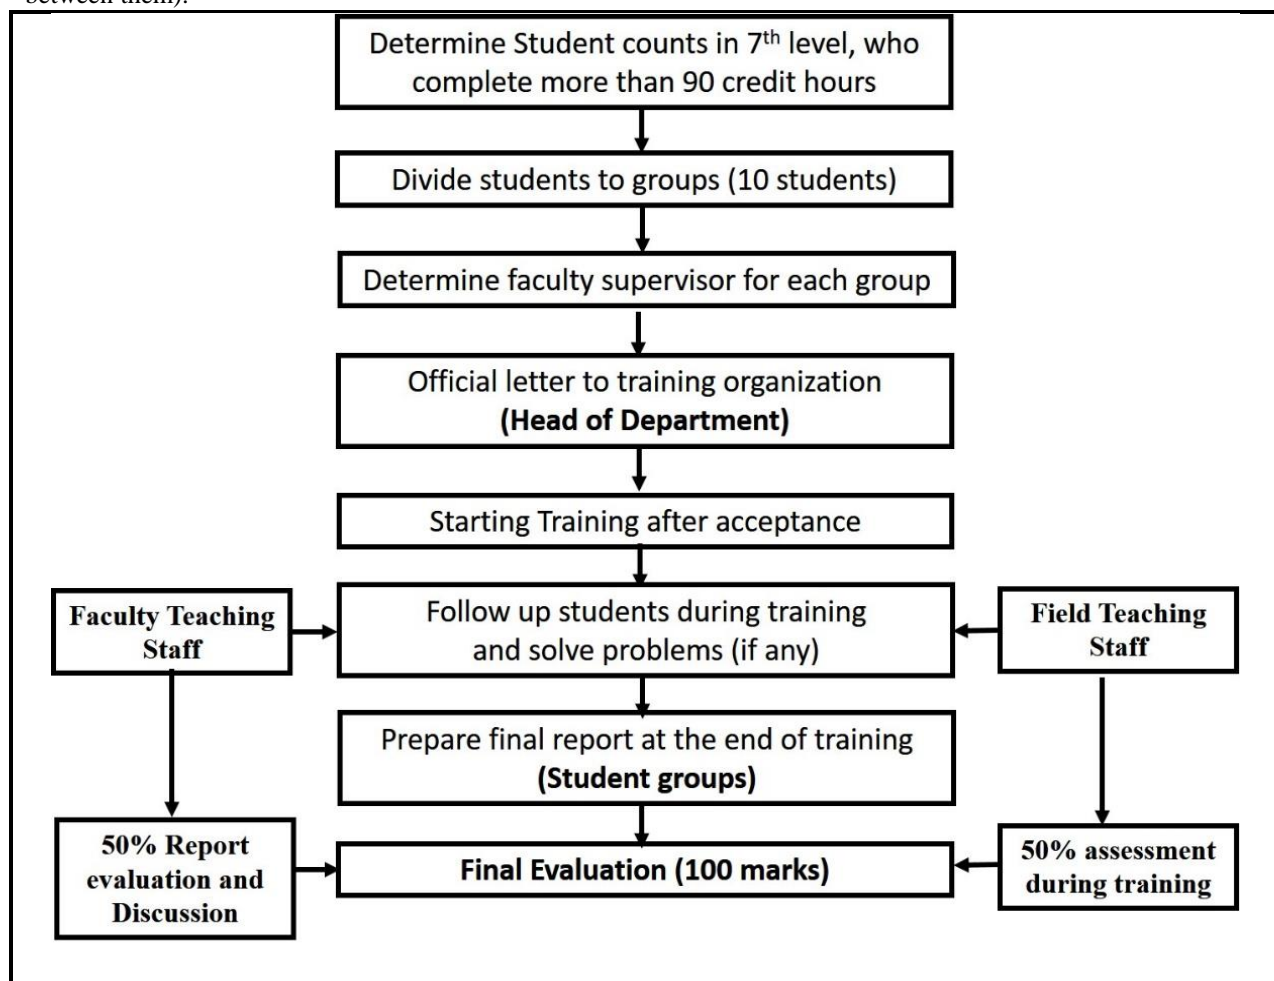 between them).
Determine Student counts in 7th level, who
complete more than 90 credit hours
Divide students to groups (10 students)
Determine faculty supervisor for each group
Official letter to training organization
(Head of Department)
Starting Training after acceptance
Faculty Teaching
Staff
Follow up students during training
and solve problems (if any)
Field Teaching
Staff
Prepare final report at the end of training
(Student groups)
50% Report
evaluation and
Discussion
Final Evaluation (100 marks)
50% assessment
during training